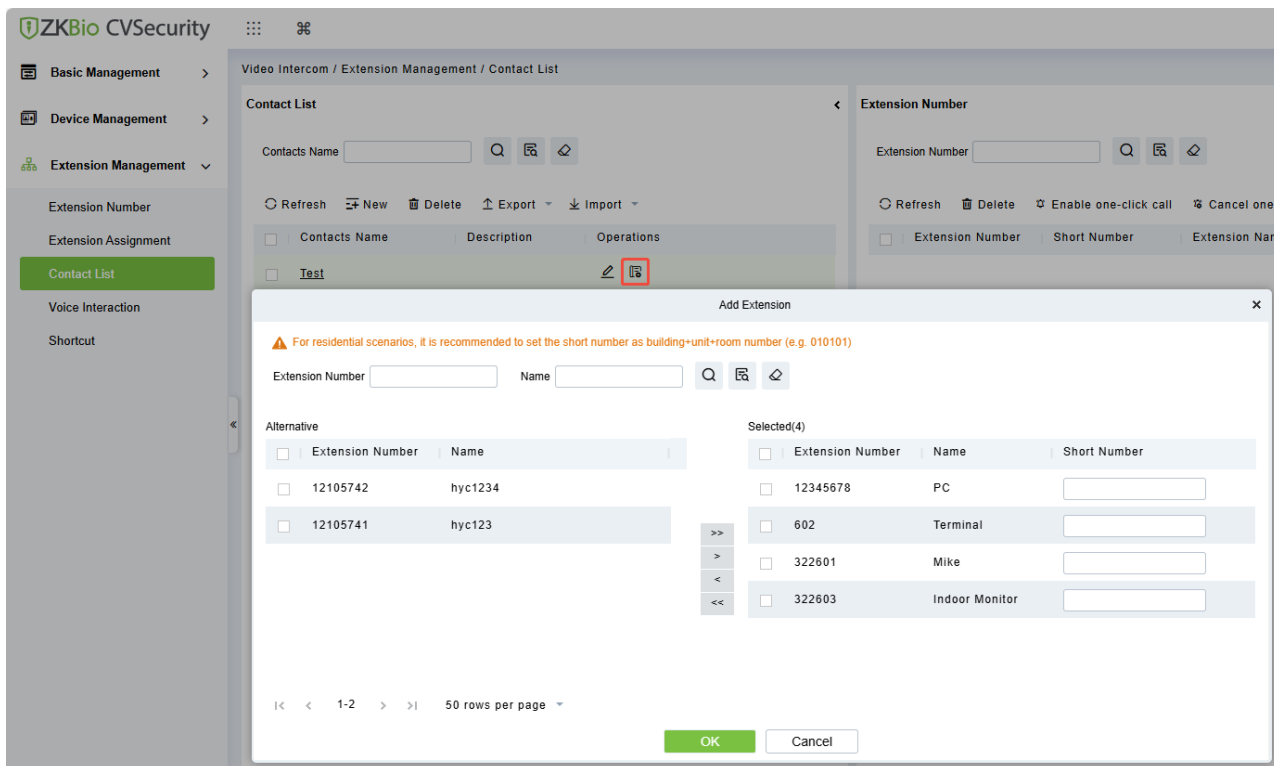 ZKBio CVSecurity
Basic Management
Device Management
Extension Management
Extension Number
Extension Assignment
Contact List
Voice Interaction
Shortcut
Video Intercom / Extension Management / Contact List
Contact List
Contacts Name
Refresh New Delete Export Import
Contacts Name Description Operations
Test
Extension Number
Extension Number
Refresh Delete Enable one-click call Cancel one
Extension Number Short Number Extension Nar
Add Extension
For residential scenarios, it is recommended to set the short number as building+unit+room number (e.g. 010101)
Extension Number Name
Alternative
Extension Number Name
12105742 hyc1234
12105741 hyc123
>>
>
<
<<
Selected(4)
Extension Number Name Short Number
12345678 PC
602 Terminal
322601 Mike
322603 Indoor Monitor
1-2 50 rows per page
OK Cancel